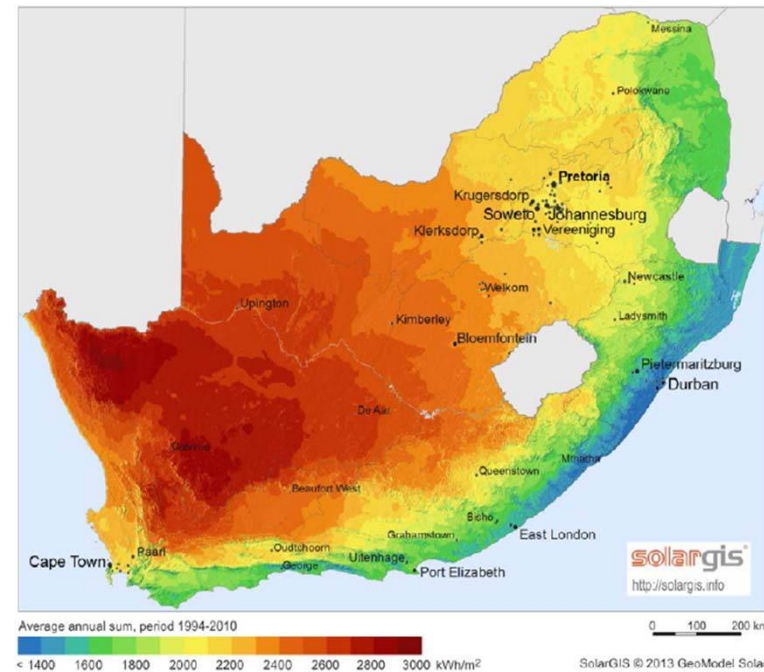 Messina
Polokwane
Pretoria
Krugersdorp
Soweto Johannesburg
Klerksdorp Vereeniging
Newcastle
Welkom
Upington
Kimberley
Ladysmith
Bloemfontein
Pietermaritzburg
Durban
De Aar
Mthatha
Queenstown
Beaufort West
Bisho
East London
Grahamstown
Oudtshoorn
Paarl
Cape Town
Uitenhage
George
Port Elizabeth
solargis
http://solargis.info
Average annual sum, period 1994-2010
0 100 200 km
< 1400 1600 1800 2000 2200 2400 2600 2800 3000 kWh/m²
SolarGIS © 2013 GeoModel Solar